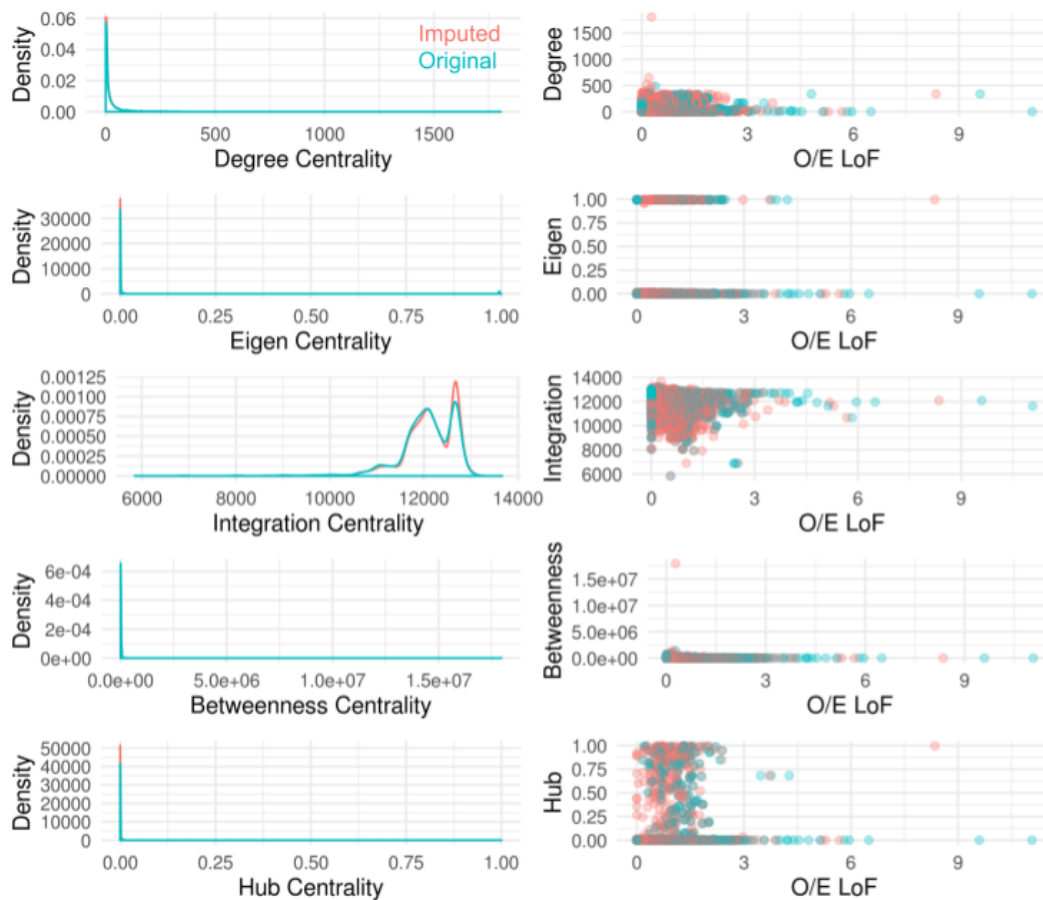 Density
0.06
0.04
0.02
0.00
Imputed
Original
0 500 1000 1500
Degree Centrality
Degree
1500
1000
500
0
0 3 6 9
O/E LoF
Density
30000
20000
10000
0
0.00 0.25 0.50 0.75 1.00
Eigen Centrality
Eigen
1.00
0.75
0.50
0.25
0.00
0 3 6 9
O/E LoF
Density
0.00125
0.00100
0.00075
0.00050
0.00025
0.00000
6000 8000 10000 12000 14000
Integration Centrality
Integration
14000
12000
10000
8000
6000
0 3 6 9
O/E LoF
Density
6e-04
4e-04
2e-04
0e+00
0.0e+00 5.0e+06 1.0e+07 1.5e+07
Betweenness Centrality
Betweenness
1.5e+07
1.0e+07
5.0e+06
0.0e+00
0 3 6 9
O/E LoF
Density
50000
40000
30000
20000
10000
0
0.00 0.25 0.50 0.75 1.00
Hub Centrality
Hub
1.00
0.75
0.50
0.25
0.00
0 3 6 9
O/E LoF